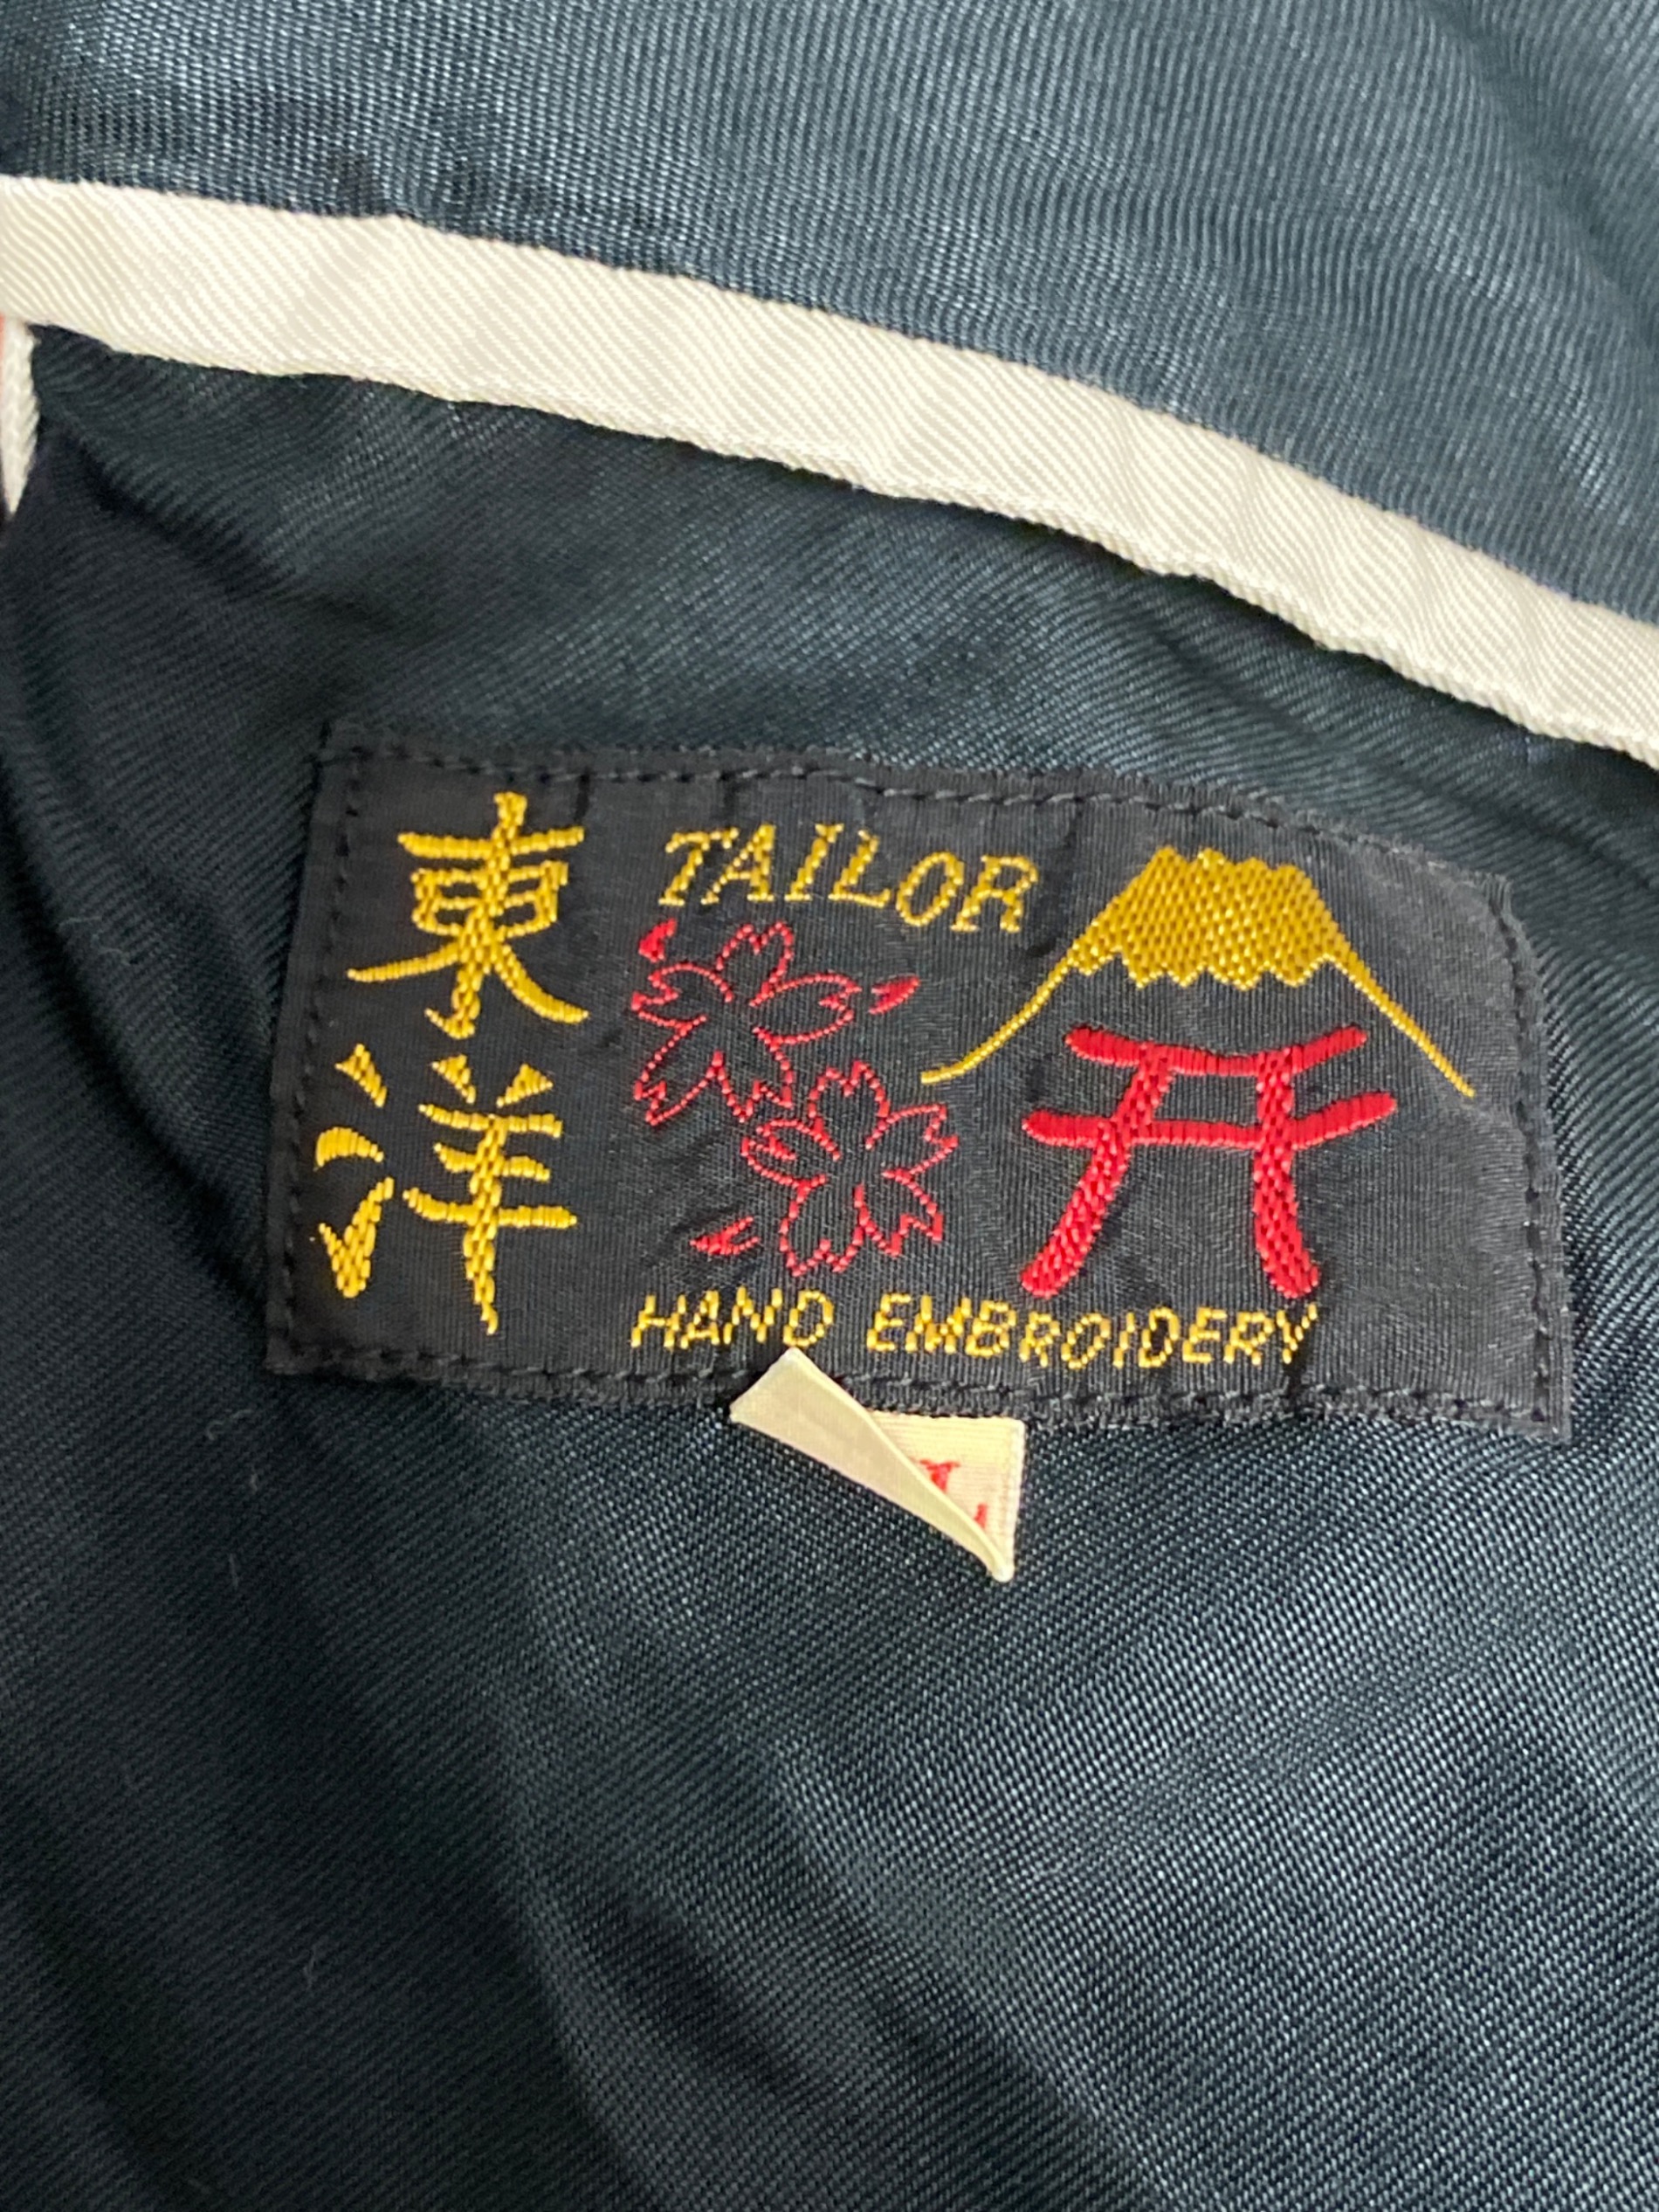 東洋
TAILOR
HAND EMBROIDERY
L